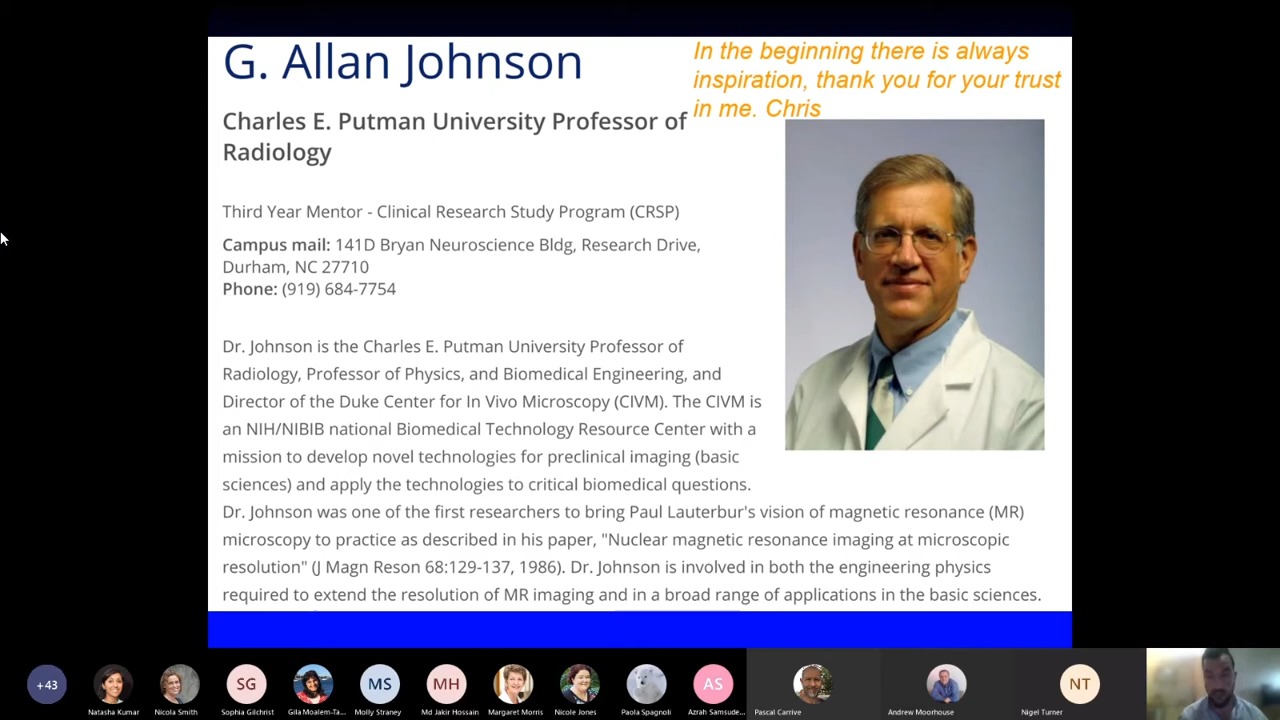 G. Allan Johnson
In the beginning there is always
inspiration, thank you for your trust
in me. Chris
Charles E. Putman University Professor of
Radiology
Third Year Mentor - Clinical Research Study Program (CRSP)
Campus mail: 141D Bryan Neuroscience Bldg, Research Drive,
Durham, NC 27710
Phone: (919) 684-7754
Dr. Johnson is the Charles E. Putman University Professor of
Radiology, Professor of Physics, and Biomedical Engineering, and
Director of the Duke Center for In Vivo Microscopy (CIVM). The CIVM is
an NIH/NIBIB national Biomedical Technology Resource Center with a
mission to develop novel technologies for preclinical imaging (basic
sciences) and apply the technologies to critical biomedical questions.
Dr. Johnson was one of the first researchers to bring Paul Lauterbur's vision of magnetic resonance (MR)
microscopy to practice as described in his paper, "Nuclear magnetic resonance imaging at microscopic
resolution" (J Magn Reson 68:129-137, 1986). Dr. Johnson is involved in both the engineering physics
required to extend the resolution of MR imaging and in a broad range of applications in the basic sciences.
+43 SG MS MH AS NT
Natasha Kumar Nicola Smith Sophia Gilchrist Gila Moalem-Ta... Molly Straney Md Jakir Hossain Margaret Morris Nicole Jones Paola Spagnoli Azrah Samsude... Pascal Carrive Andrew Moorhouse Nigel Turner